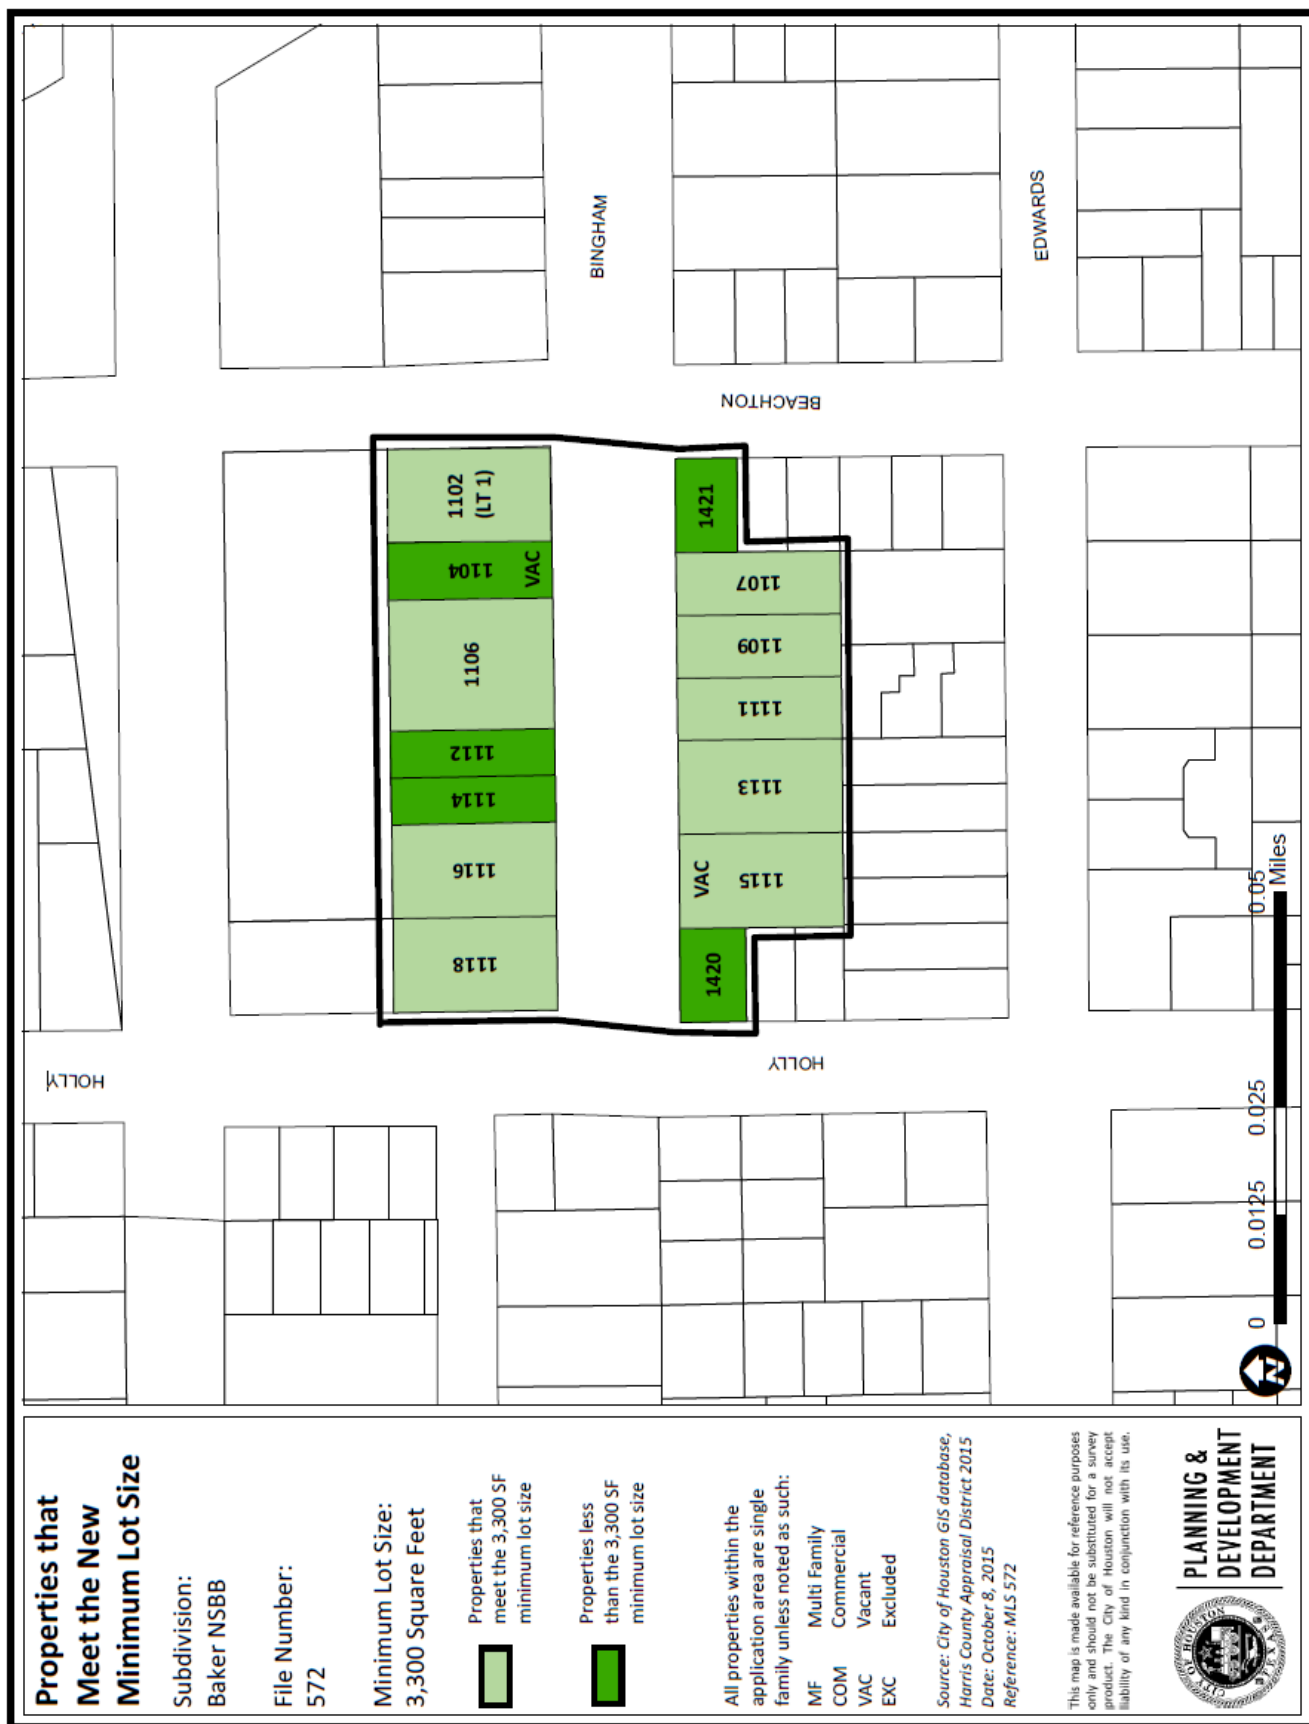 Properties that
Meet the New
Minimum Lot Size
Subdivision:
Baker NSBB
File Number:
572
Minimum Lot Size:
3,300 Square Feet
Properties that
meet the 3,300 SF
minimum lot size
Properties less
than the 3,300 SF
minimum lot size
All properties within the
application area are single
family unless noted as such:
MF Multi Family
COM Commercial
VAC Vacant
EXC Excluded
Source: City of Houston GIS database,
Harris County Appraisal District 2015
Date: October 8, 2015
Reference: MLS 572
This map is made available for reference purposes
only and should not be substituted for a survey
product. The City of Houston will not accept
liability of any kind in conjunction with its use.
CITY OF HOUSTON
TEXAS
PLANNING &
DEVELOPMENT
DEPARTMENT
HOLLY
HOLLY
BINGHAM
BEACHTON
EDWARDS
1118
1116
1114
1112
1106
1104
VAC
1102
(LT 1)
1420
1115
VAC
1113
1111
1109
1107
1421
N
0 0.0125 0.025 0.05
Miles